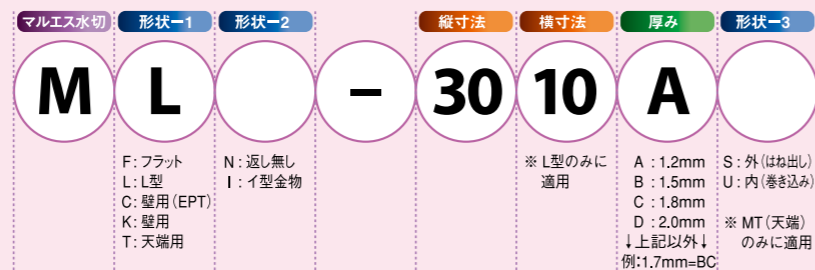 マルエス水切 形状ー1 形状ー2 縦寸法 横寸法 厚み 形状ー3
M L - 30 10 A
F：フラット
L：L型
C：壁用（EPT）
K：壁用
T：天端用
N：返し無し
I：イ型金物
※ L型のみに
適用
A：1.2mm
B：1.5mm
C：1.8mm
D：2.0mm
↓上記以外↓
例：1.7mm=BC
S：外（はね出し）
U：内（巻き込み）
※ MT（天端）
のみに適用